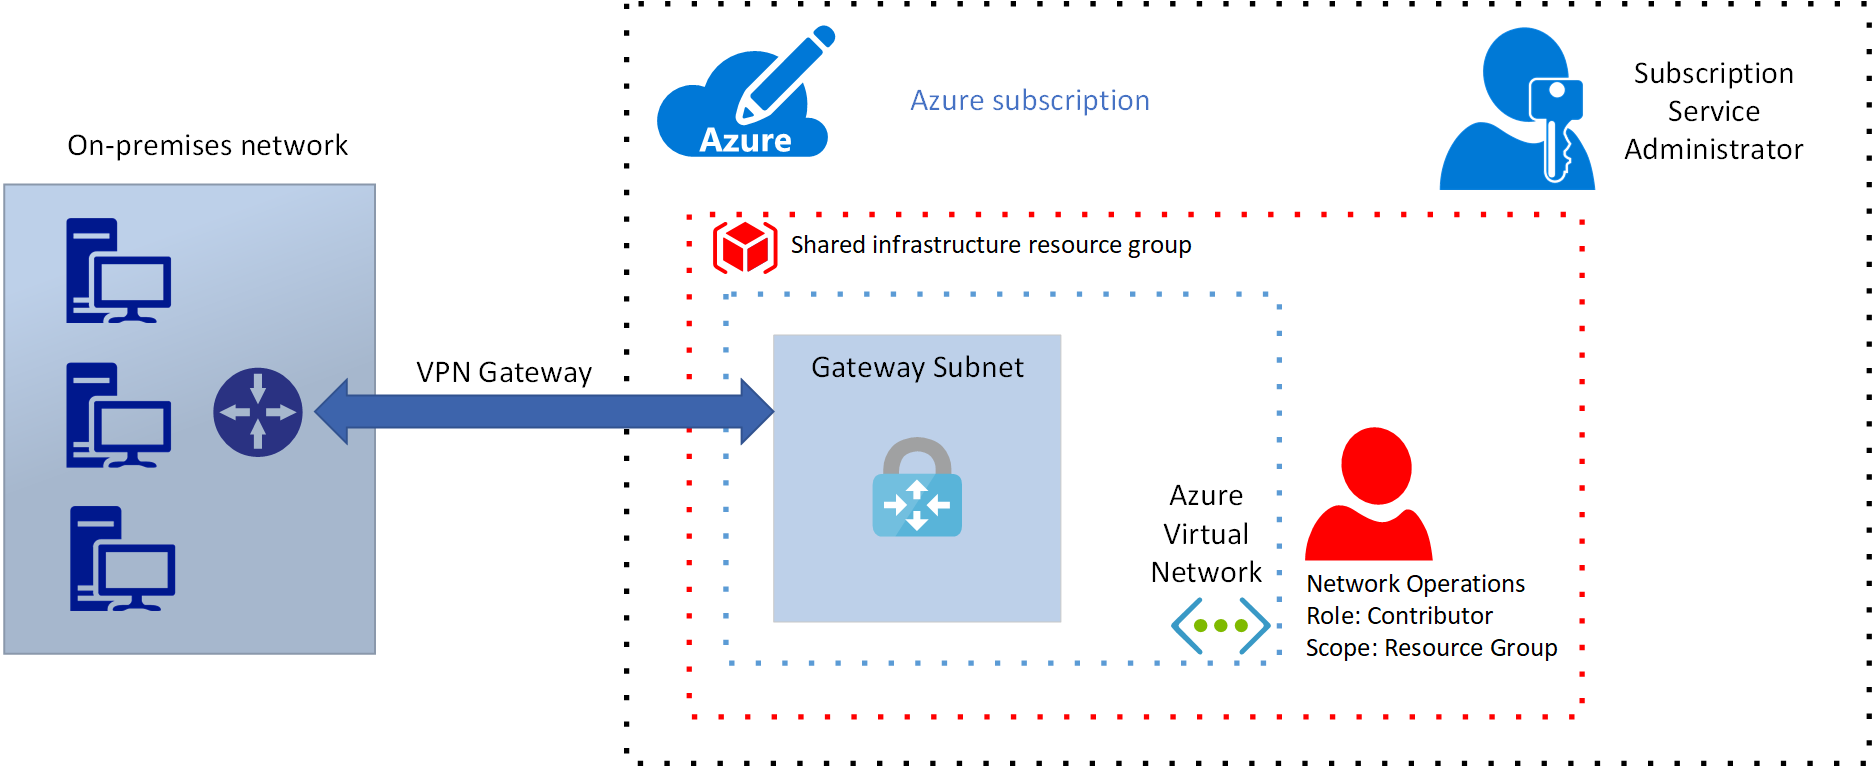 On-premises network
VPN Gateway
Azure
Azure subscription
Subscription
Service
Administrator
Shared infrastructure resource group
Gateway Subnet
Azure
Virtual
Network
Network Operations
Role: Contributor
Scope: Resource Group